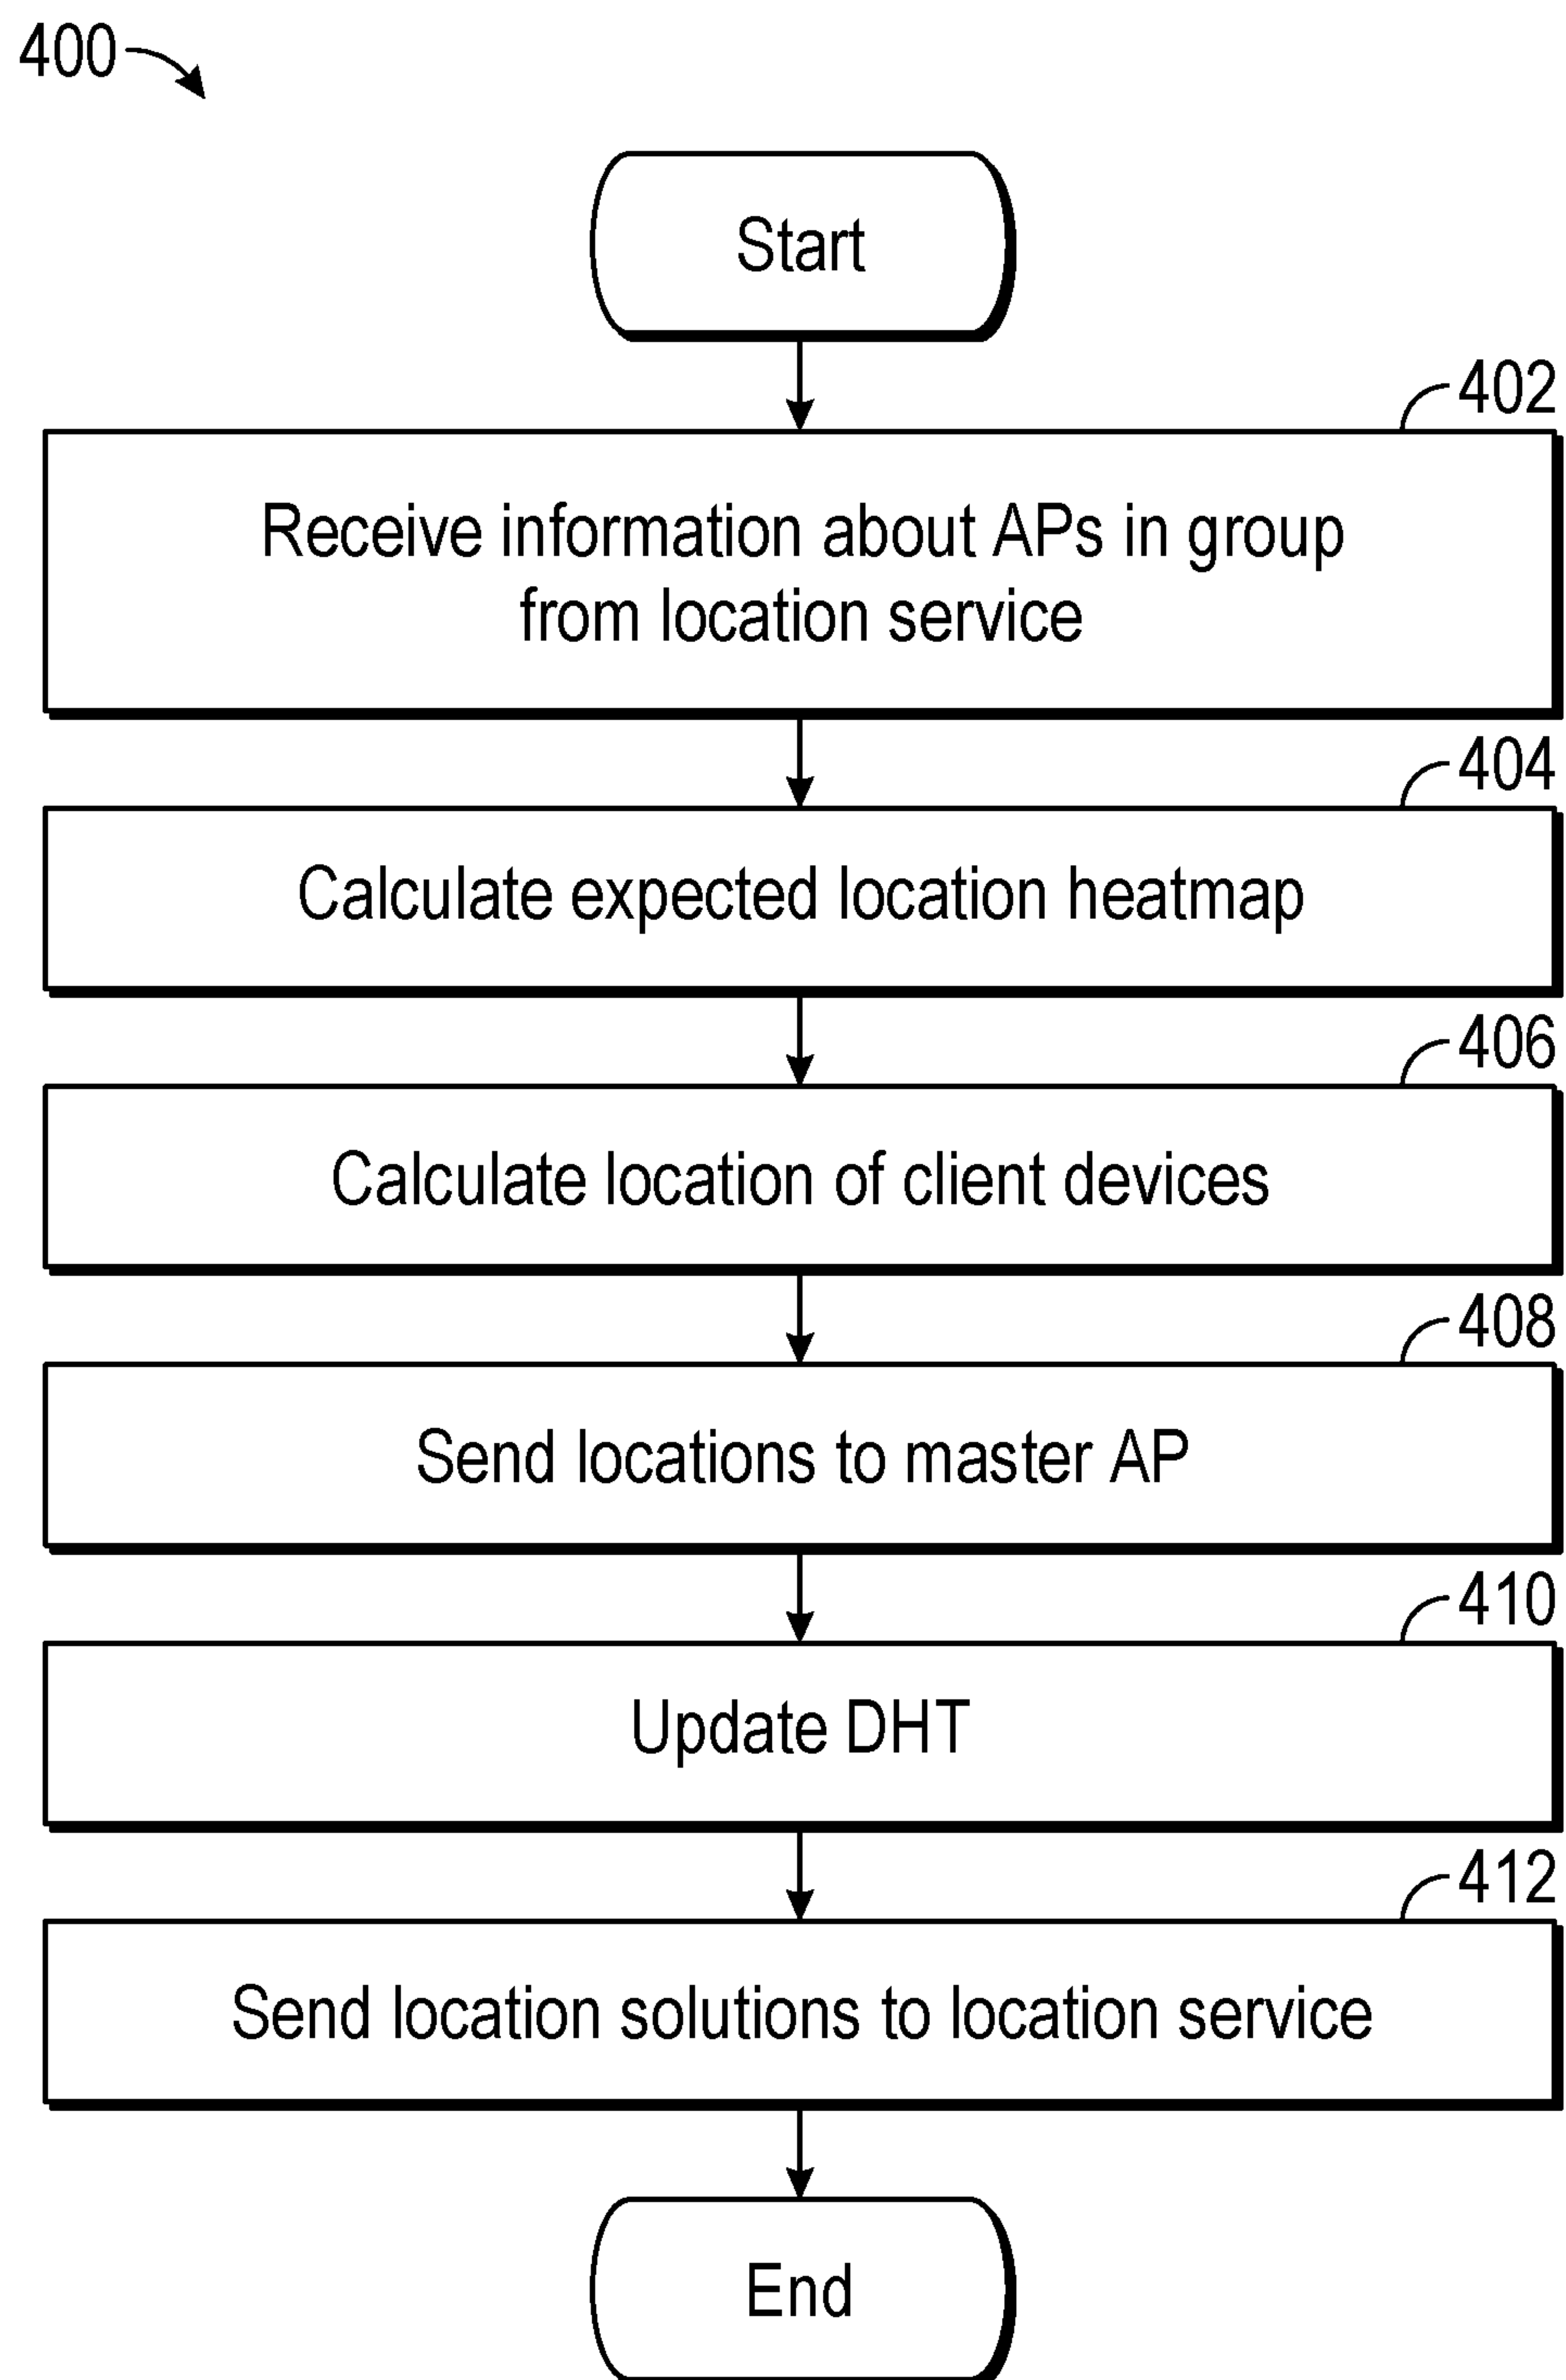 400
Start
402
Receive information about APs in group
from location service
404
Calculate expected location heatmap
406
Calculate location of client devices
408
Send locations to master AP
410
Update DHT
412
Send location solutions to location service
End